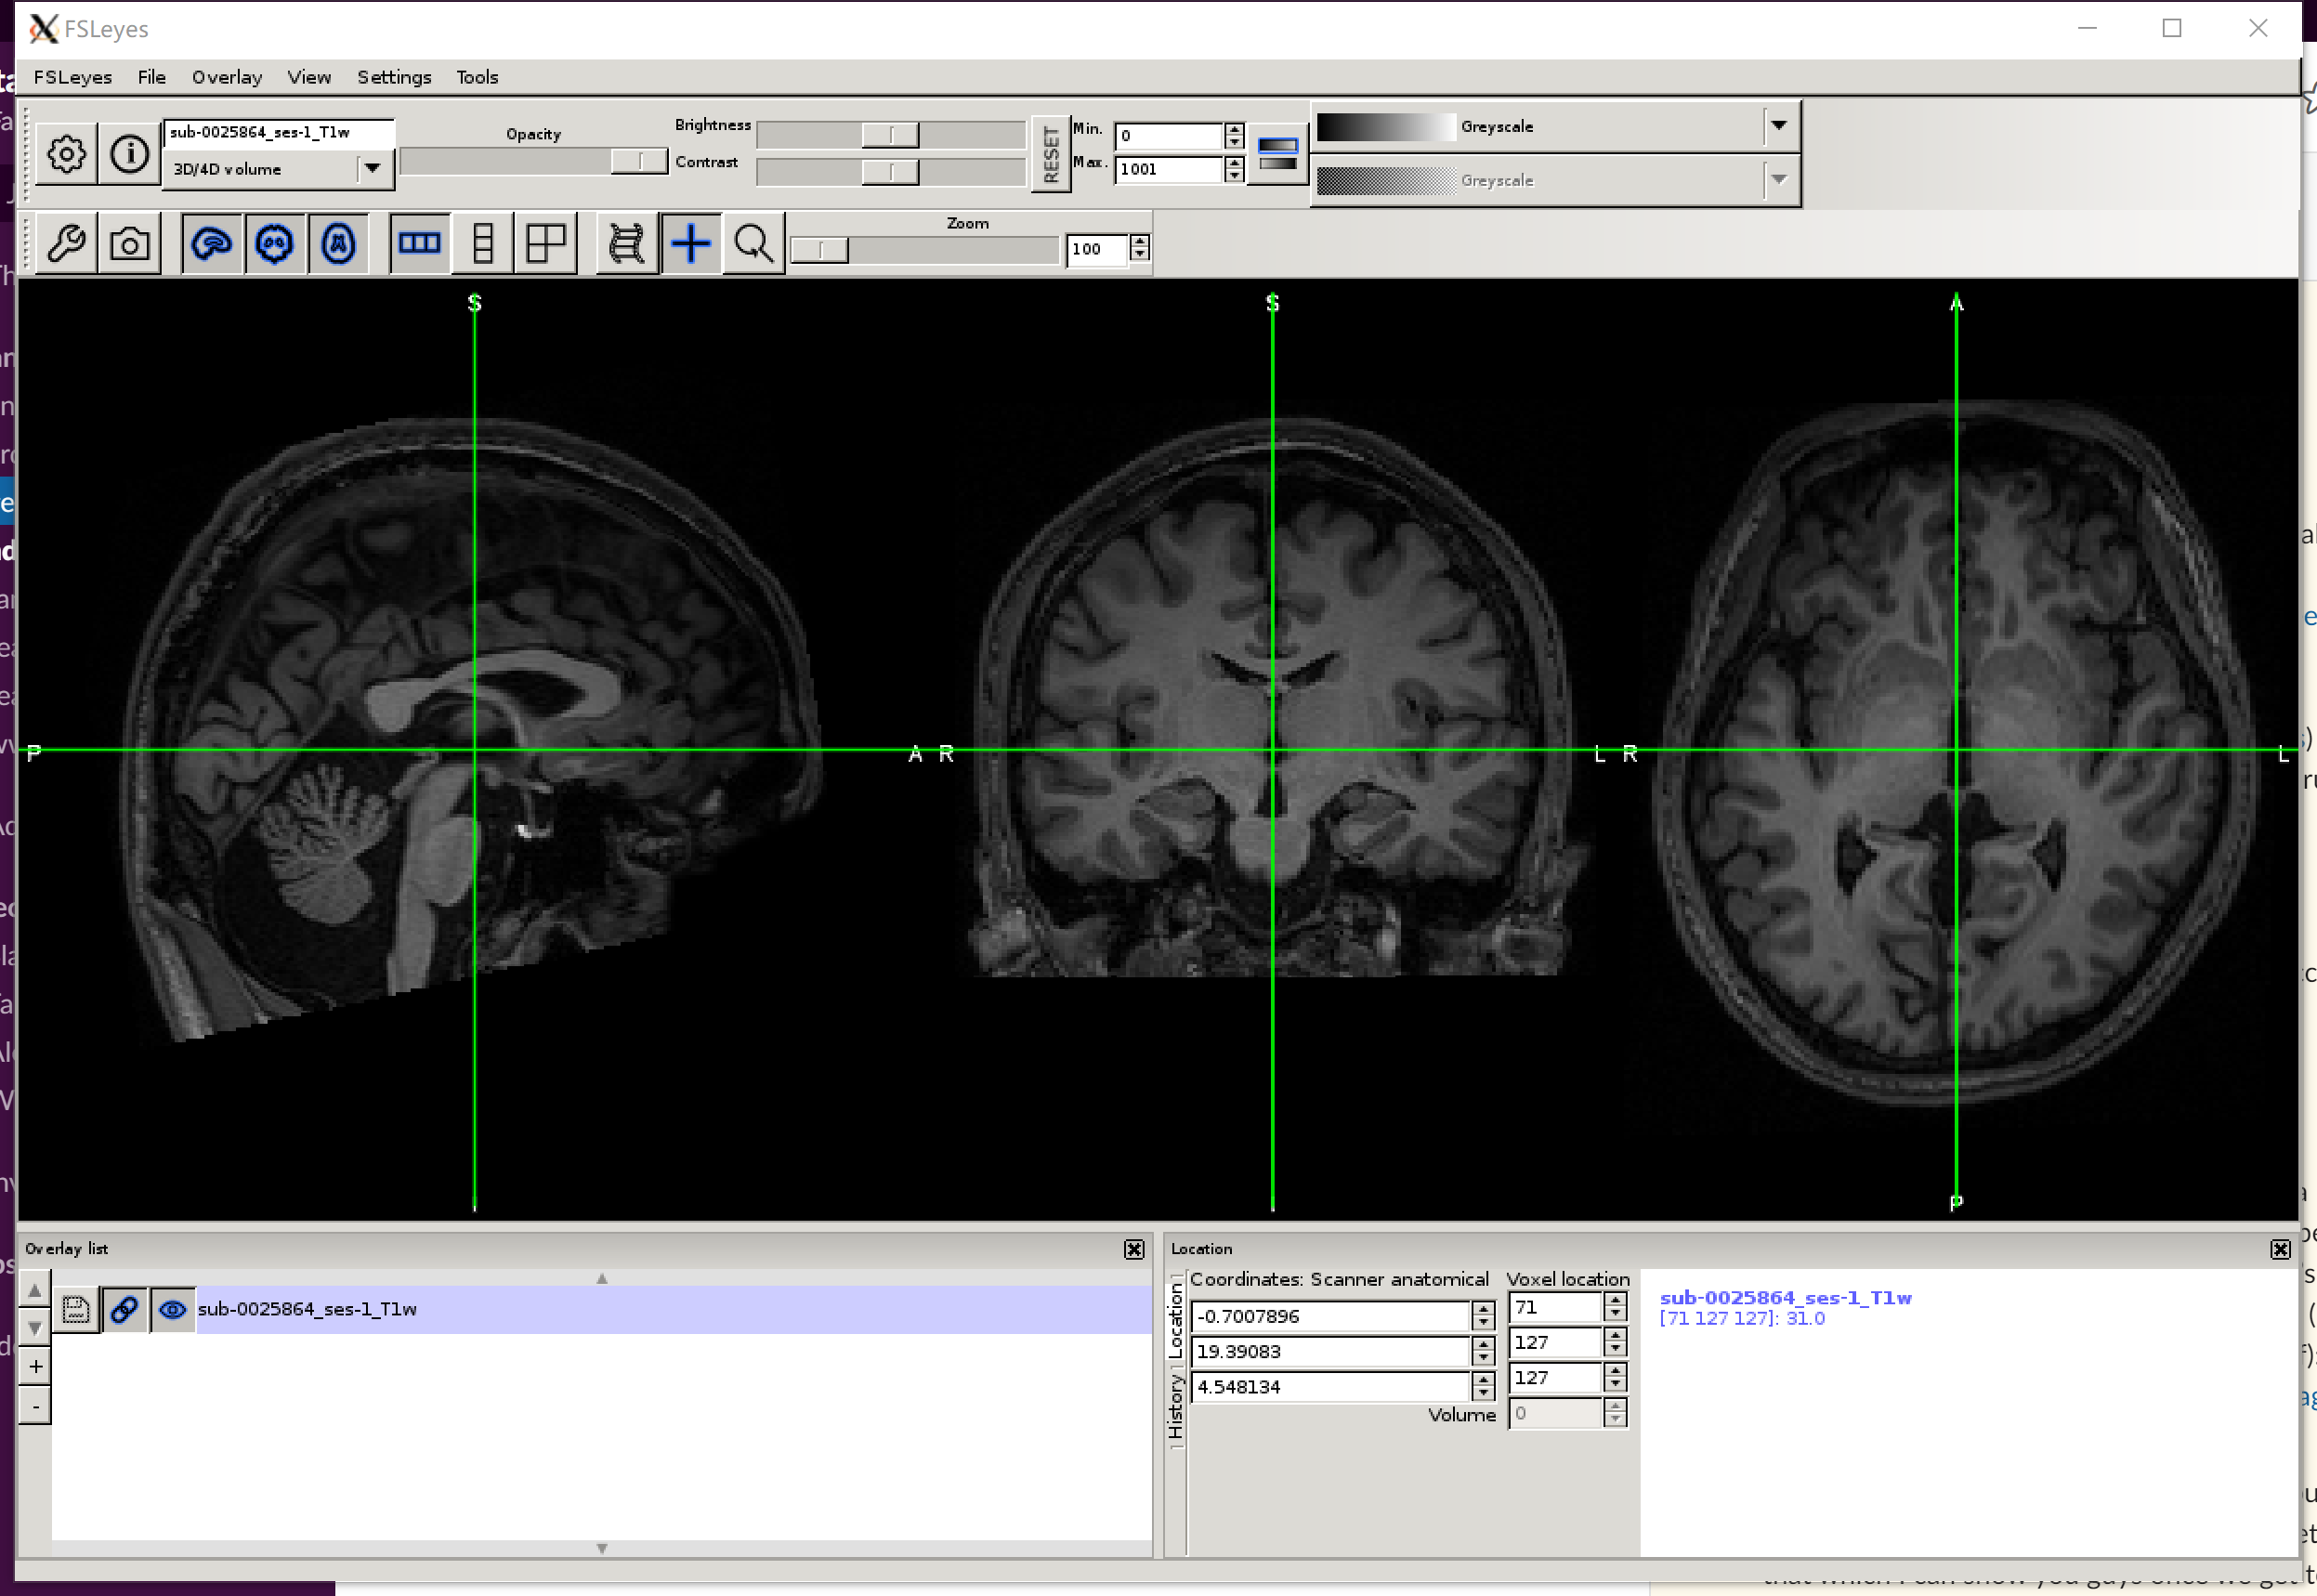 FSLeyes
FSLeyes File Overlay View Settings Tools
sub-0025864_ses-1_T1w
3D/4D volume
Opacity
Brightness
Contrast
RESET
Min. 0
Max. 1001
Greyscale
Greyscale
Zoom
100
S S A
P A R L R L
P
Overlay list
sub-0025864_ses-1_T1w
+
-
Location
Location
History
Coordinates: Scanner anatomical Voxel location
-0.7007896 71
19.39083 127
4.548134 127
Volume 0
sub-0025864_ses-1_T1w
[71 127 127]: 31.0